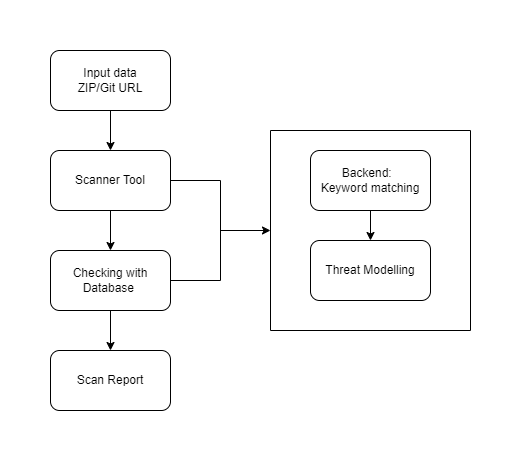 Input data
ZIP/Git URL
Scanner Tool
Checking with
Database
Scan Report
Backend:
Keyword matching
Threat Modelling